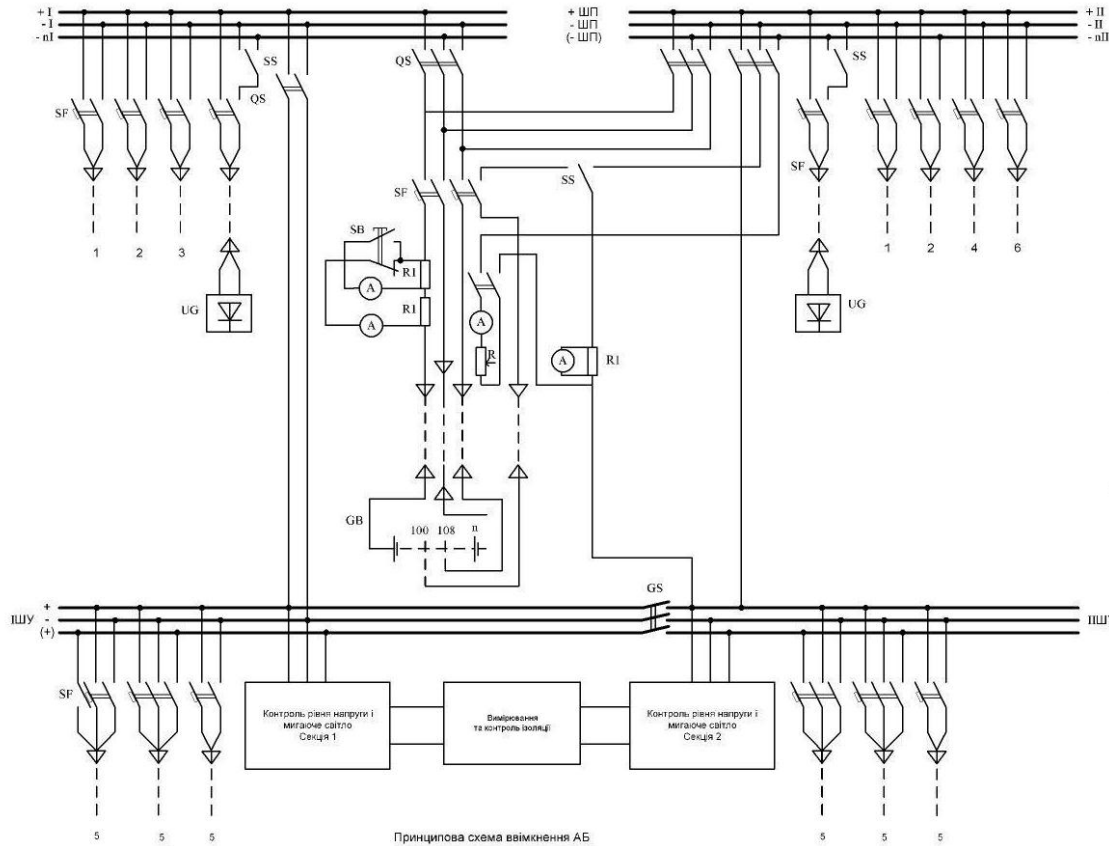 + I
- I
- пI
+ ШП
- ШП
(- ШП)
+ II
- II
- пII
SS
QS
SS
SF
QS
SF
SF
SS
SB
R1
A
R1
A
A
R
A
R1
1
2
3
1
2
4
6
UG
UG
GB
100
108
n
GS
+
IШУ
-
(+)
IIШУ
SF
Контроль рівня напруги і
мигаюче світло
Секція 1
Вимірювання
та контроль ізоляції
Контроль рівня напруги і
мигаюче світло
Секція 2
5
5
5
5
5
5
Принципова схема ввімкнення АБ